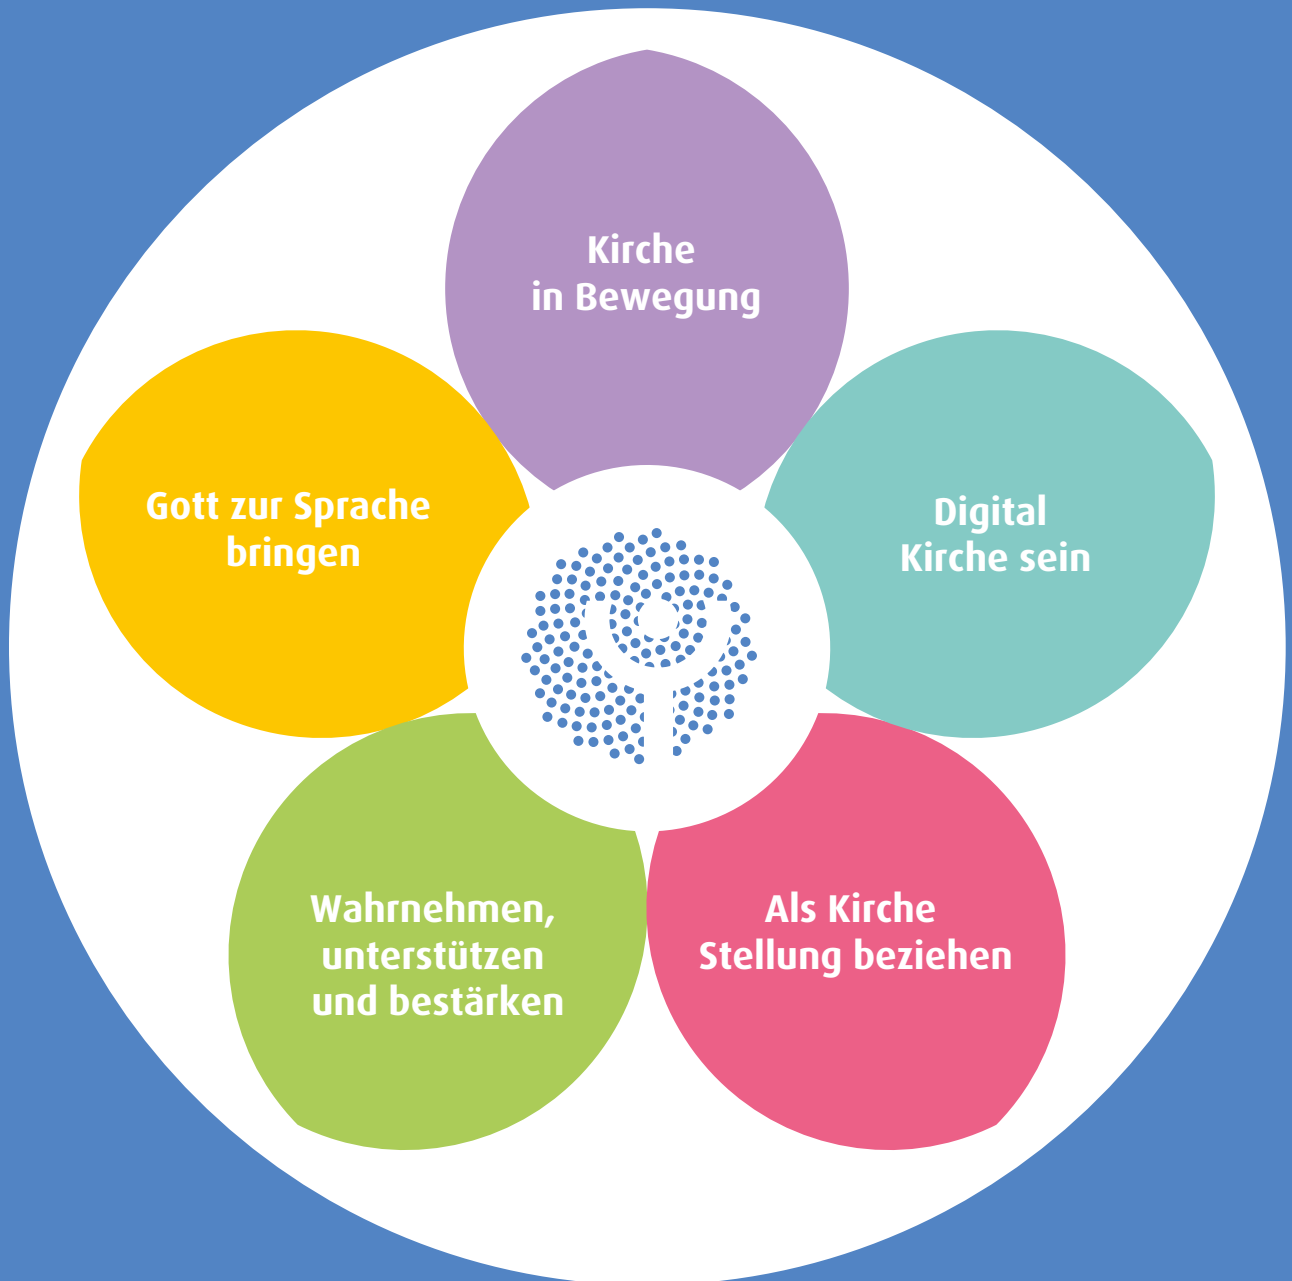 Kirche
in Bewegung
Gott zur Sprache
bringen
Digital
Kirche sein
Wahrnehmen,
unterstützen
und bestärken
Als Kirche
Stellung beziehen